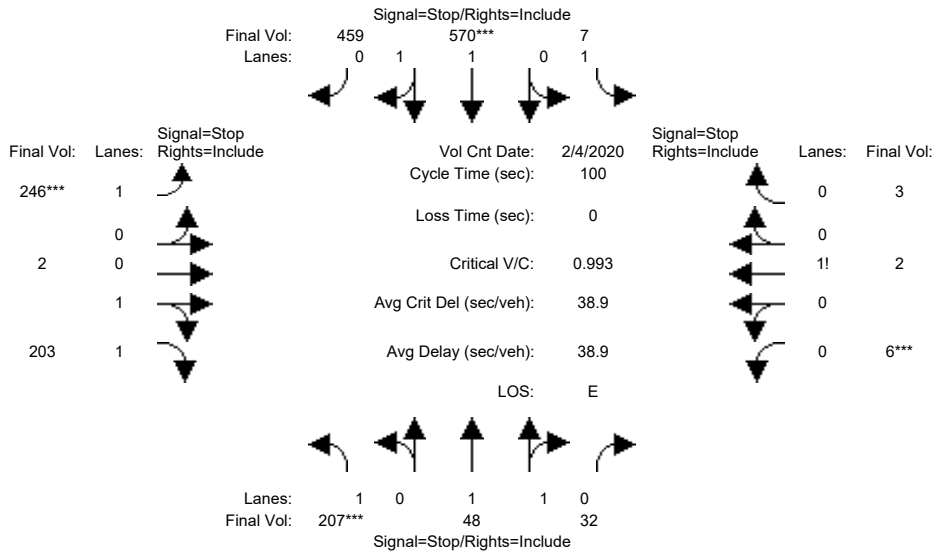 Signal=Stop/Rights=Include
Final Vol: 459 570*** 7
Lanes: 0 1 1 0 1
Signal=Stop
Final Vol: Lanes: Rights=Include
Vol Cnt Date: 2/4/2020
Signal=Stop
Rights=Include Lanes: Final Vol:
Cycle Time (sec): 100
246*** 1 0 3
Loss Time (sec): 0
0 0
2 0 Critical V/C: 0.993 1! 2
1 Avg Crit Del (sec/veh): 38.9 0
203 1 Avg Delay (sec/veh): 38.9 0 6***
LOS: E
Lanes: 1 0 1 1 0
Final Vol: 207*** 48 32
Signal=Stop/Rights=Include